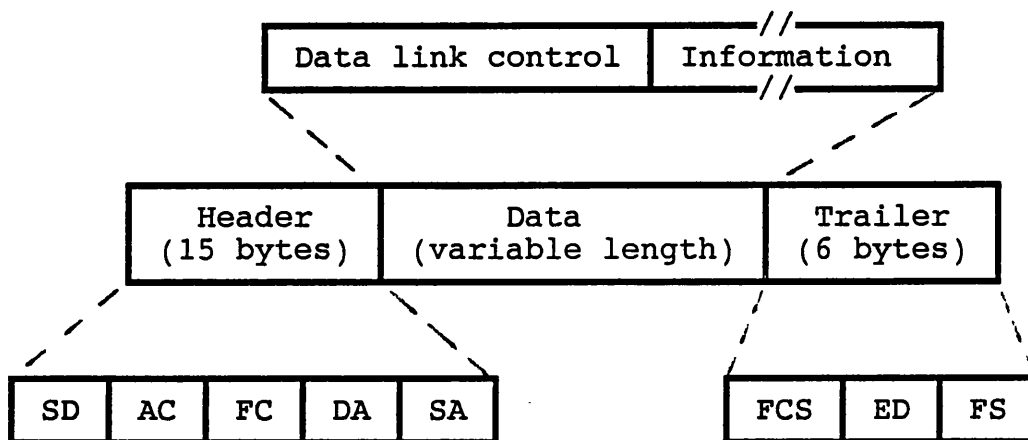 Data link control Information
Header Data Trailer
(15 bytes) (variable length) (6 bytes)
SD AC FC DA SA FCS ED FS